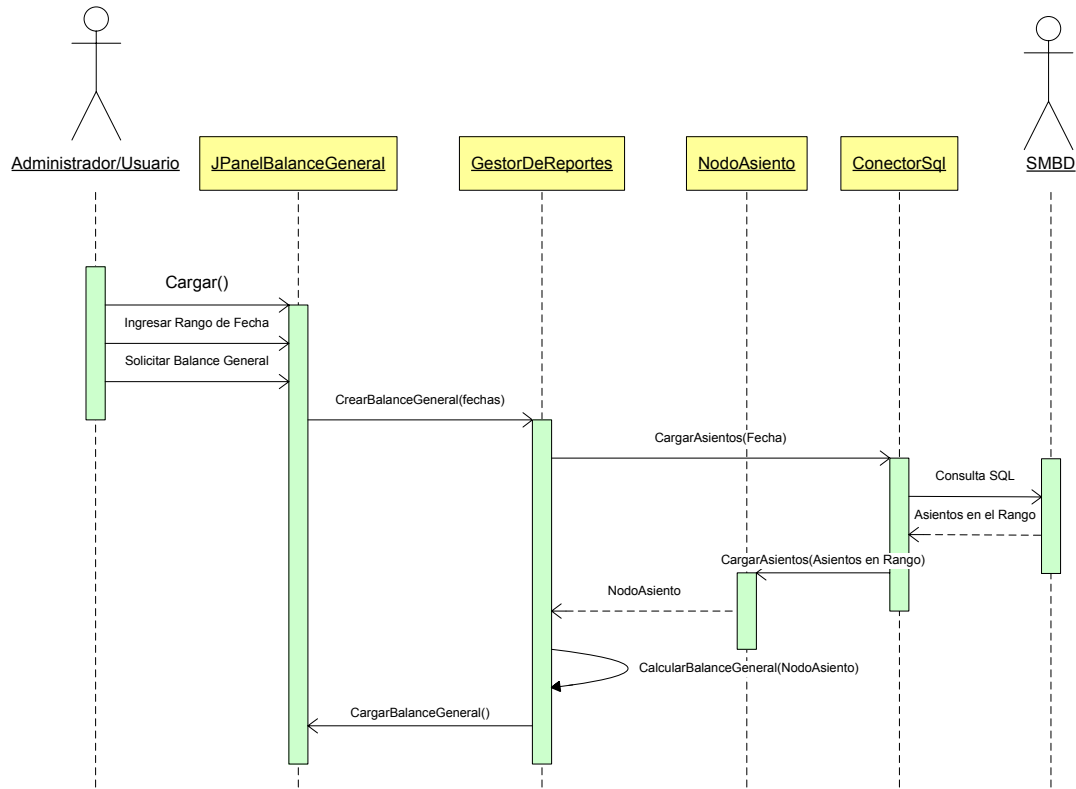 Administrador/Usuario
JPanelBalanceGeneral
GestorDeReportes
NodoAsiento
ConectorSql
SMBD
Cargar()
Ingresar Rango de Fecha
Solicitar Balance General
CrearBalanceGeneral(fechas)
CargarAsientos(Fecha)
Consulta SQL
Asientos en el Rango
CargarAsientos(Asientos en Rango)
NodoAsiento
CalcularBalanceGeneral(NodoAsiento)
CargarBalanceGeneral()